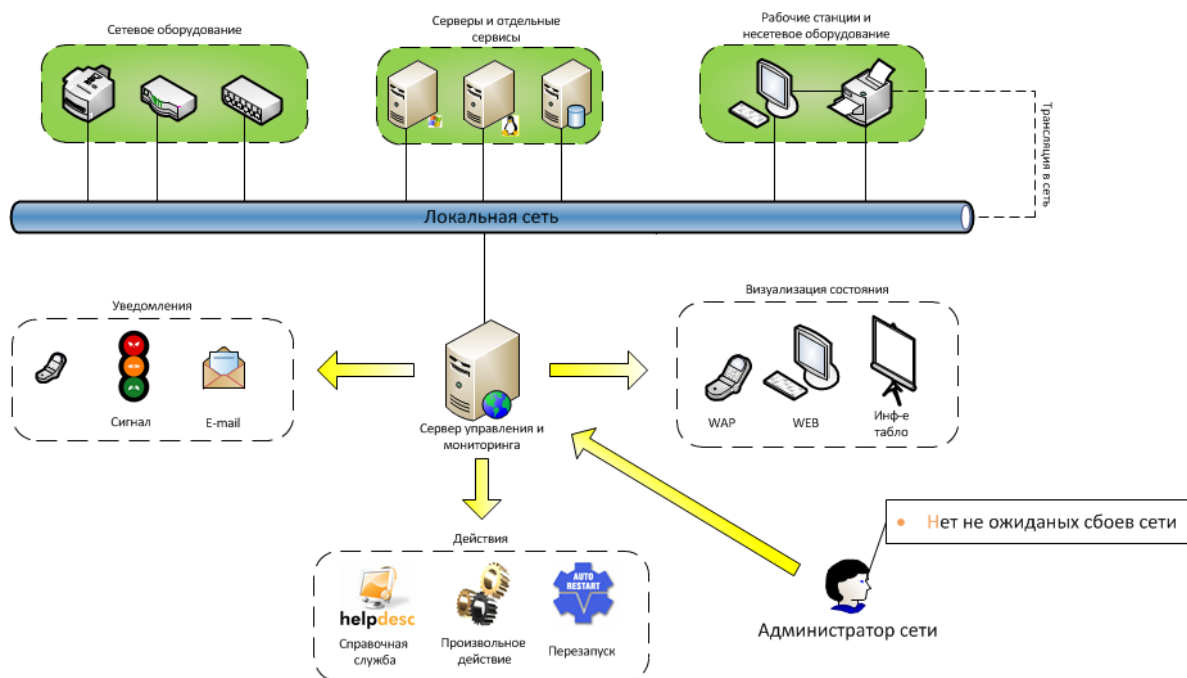 Сетевое оборудование
Серверы и отдельные
сервисы
Рабочие станции и
несетевое оборудование
Трансляция в
сеть
Локальная сеть
Уведомления
Сигнал
E-mail
Сервер управления и
мониторинга
Визуализация состояния
WAP
WEB
Инф-е
табло
Нет не ожиданых сбоев сети
Администратор сети
Действия
helpdesc
Справочная
служба
Произвольное
действие
AUTO
RESTART
Перезапуск